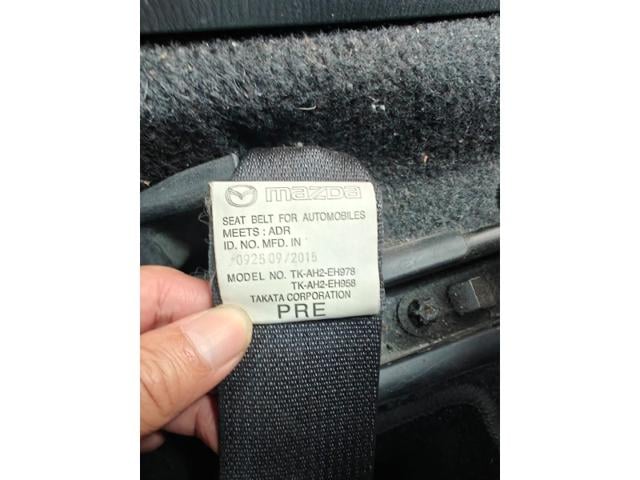 mazda
SEAT BELT FOR AUTOMOBILES
MEETS : ADR
ID. NO. MFD. IN
0925 09/2015
MODEL NO. TK-AH2-EH978
TK-AH2-EH958
TAKATA CORPORATION
PRE